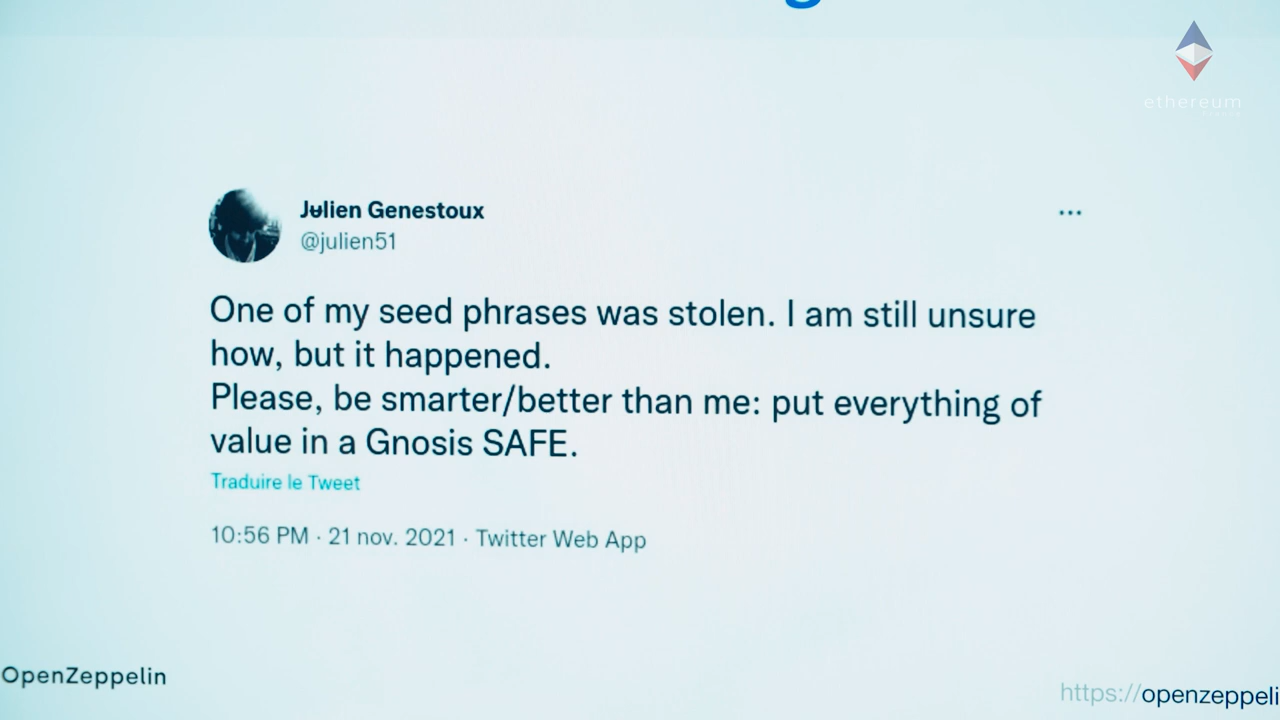 ethereum
Julien Genestoux
@julien51
One of my seed phrases was stolen. I am still unsure
how, but it happened.
Please, be smarter/better than me: put everything of
value in a Gnosis SAFE.
Traduire le Tweet
10:56 PM · 21 nov. 2021 · Twitter Web App
OpenZeppelin
https://openzeppeli